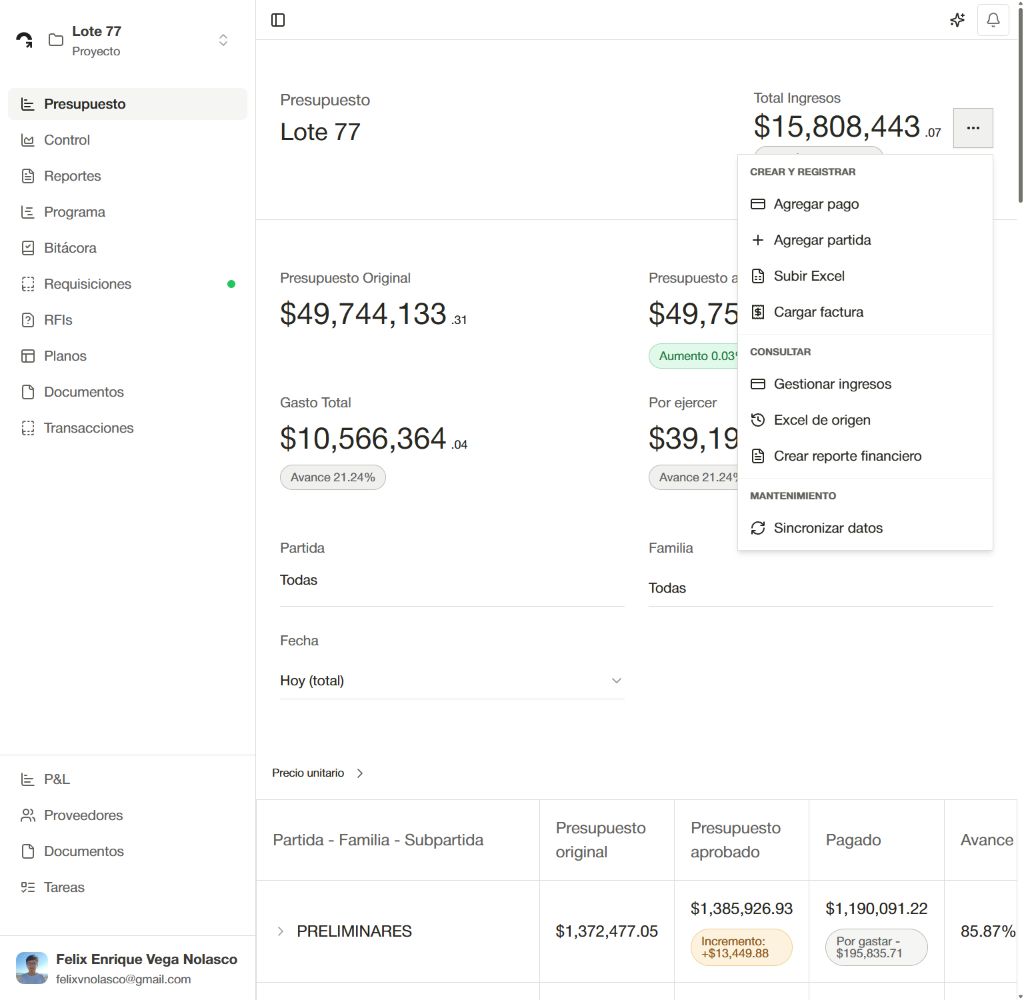 Lote 77
Proyecto
Presupuesto
Control
Reportes
Programa
Bitácora
Requisiciones
RFIs
Planos
Documentos
Transacciones
P&L
Proveedores
Documentos
Tareas
Felix Enrique Vega Nolasco
felixvnolasco@gmail.com
Presupuesto
Lote 77
Total Ingresos
$15,808,443.07
CREAR Y REGISTRAR
Agregar pago
Agregar partida
Subir Excel
Cargar factura
CONSULTAR
Gestionar ingresos
Excel de origen
Crear reporte financiero
MANTENIMIENTO
Sincronizar datos
Presupuesto Original
$49,744,133.31
Presupuesto a
$49,75
Aumento 0.03
Gasto Total
$10,566,364.04
Avance 21.24%
Por ejercer
$39,19
Avance 21.24%
Partida
Todas
Familia
Todas
Fecha
Hoy (total)
Precio unitario
Partida - Familia - Subpartida
Presupuesto
original
Presupuesto
aprobado
Pagado
Avance
PRELIMINARES
$1,372,477.05
$1,385,926.93
Incremento:
+$13,449.88
$1,190,091.22
Por gastar -
$195,835.71
85.87%